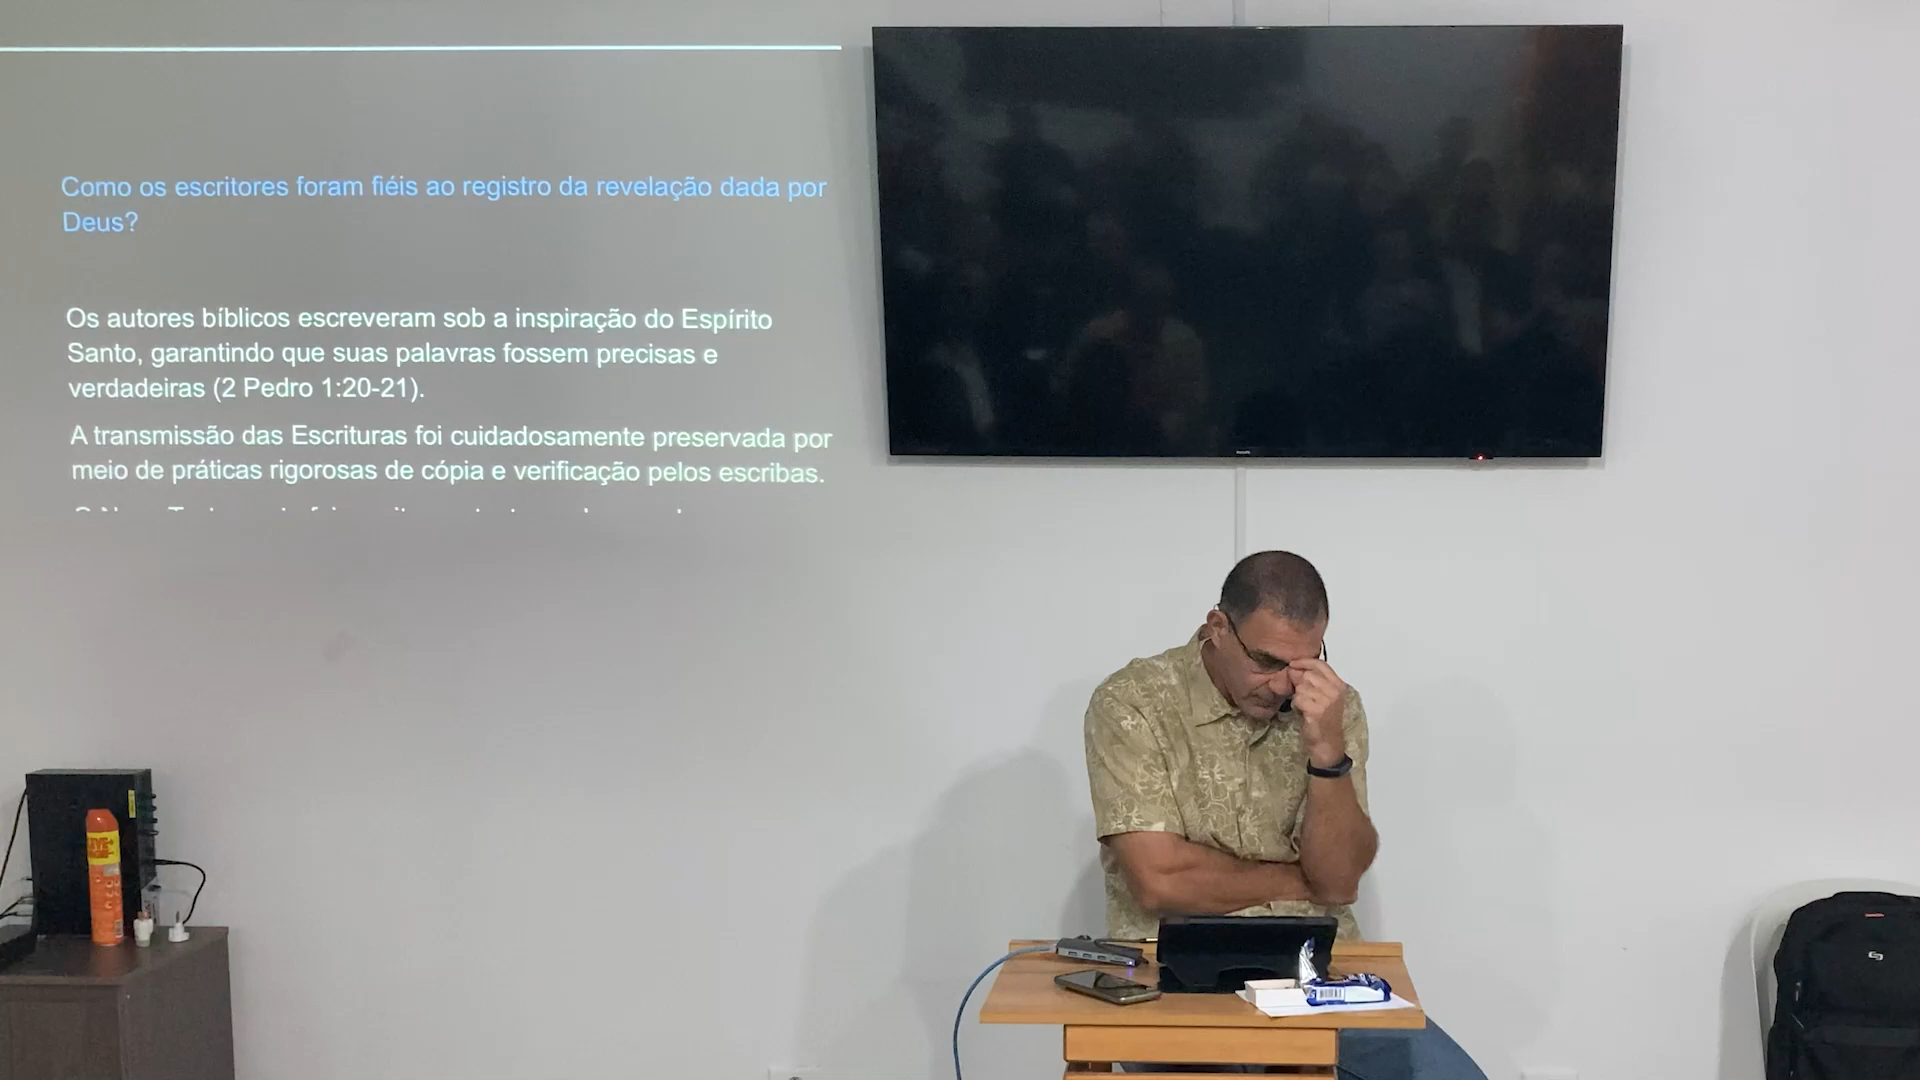 Como os escritores foram fiéis ao registro da revelação dada por
Deus?
Os autores bíblicos escreveram sob a inspiração do Espírito
Santo, garantindo que suas palavras fossem precisas e
verdadeiras (2 Pedro 1:20-21).
A transmissão das Escrituras foi cuidadosamente preservada por
meio de práticas rigorosas de cópia e verificação pelos escribas.